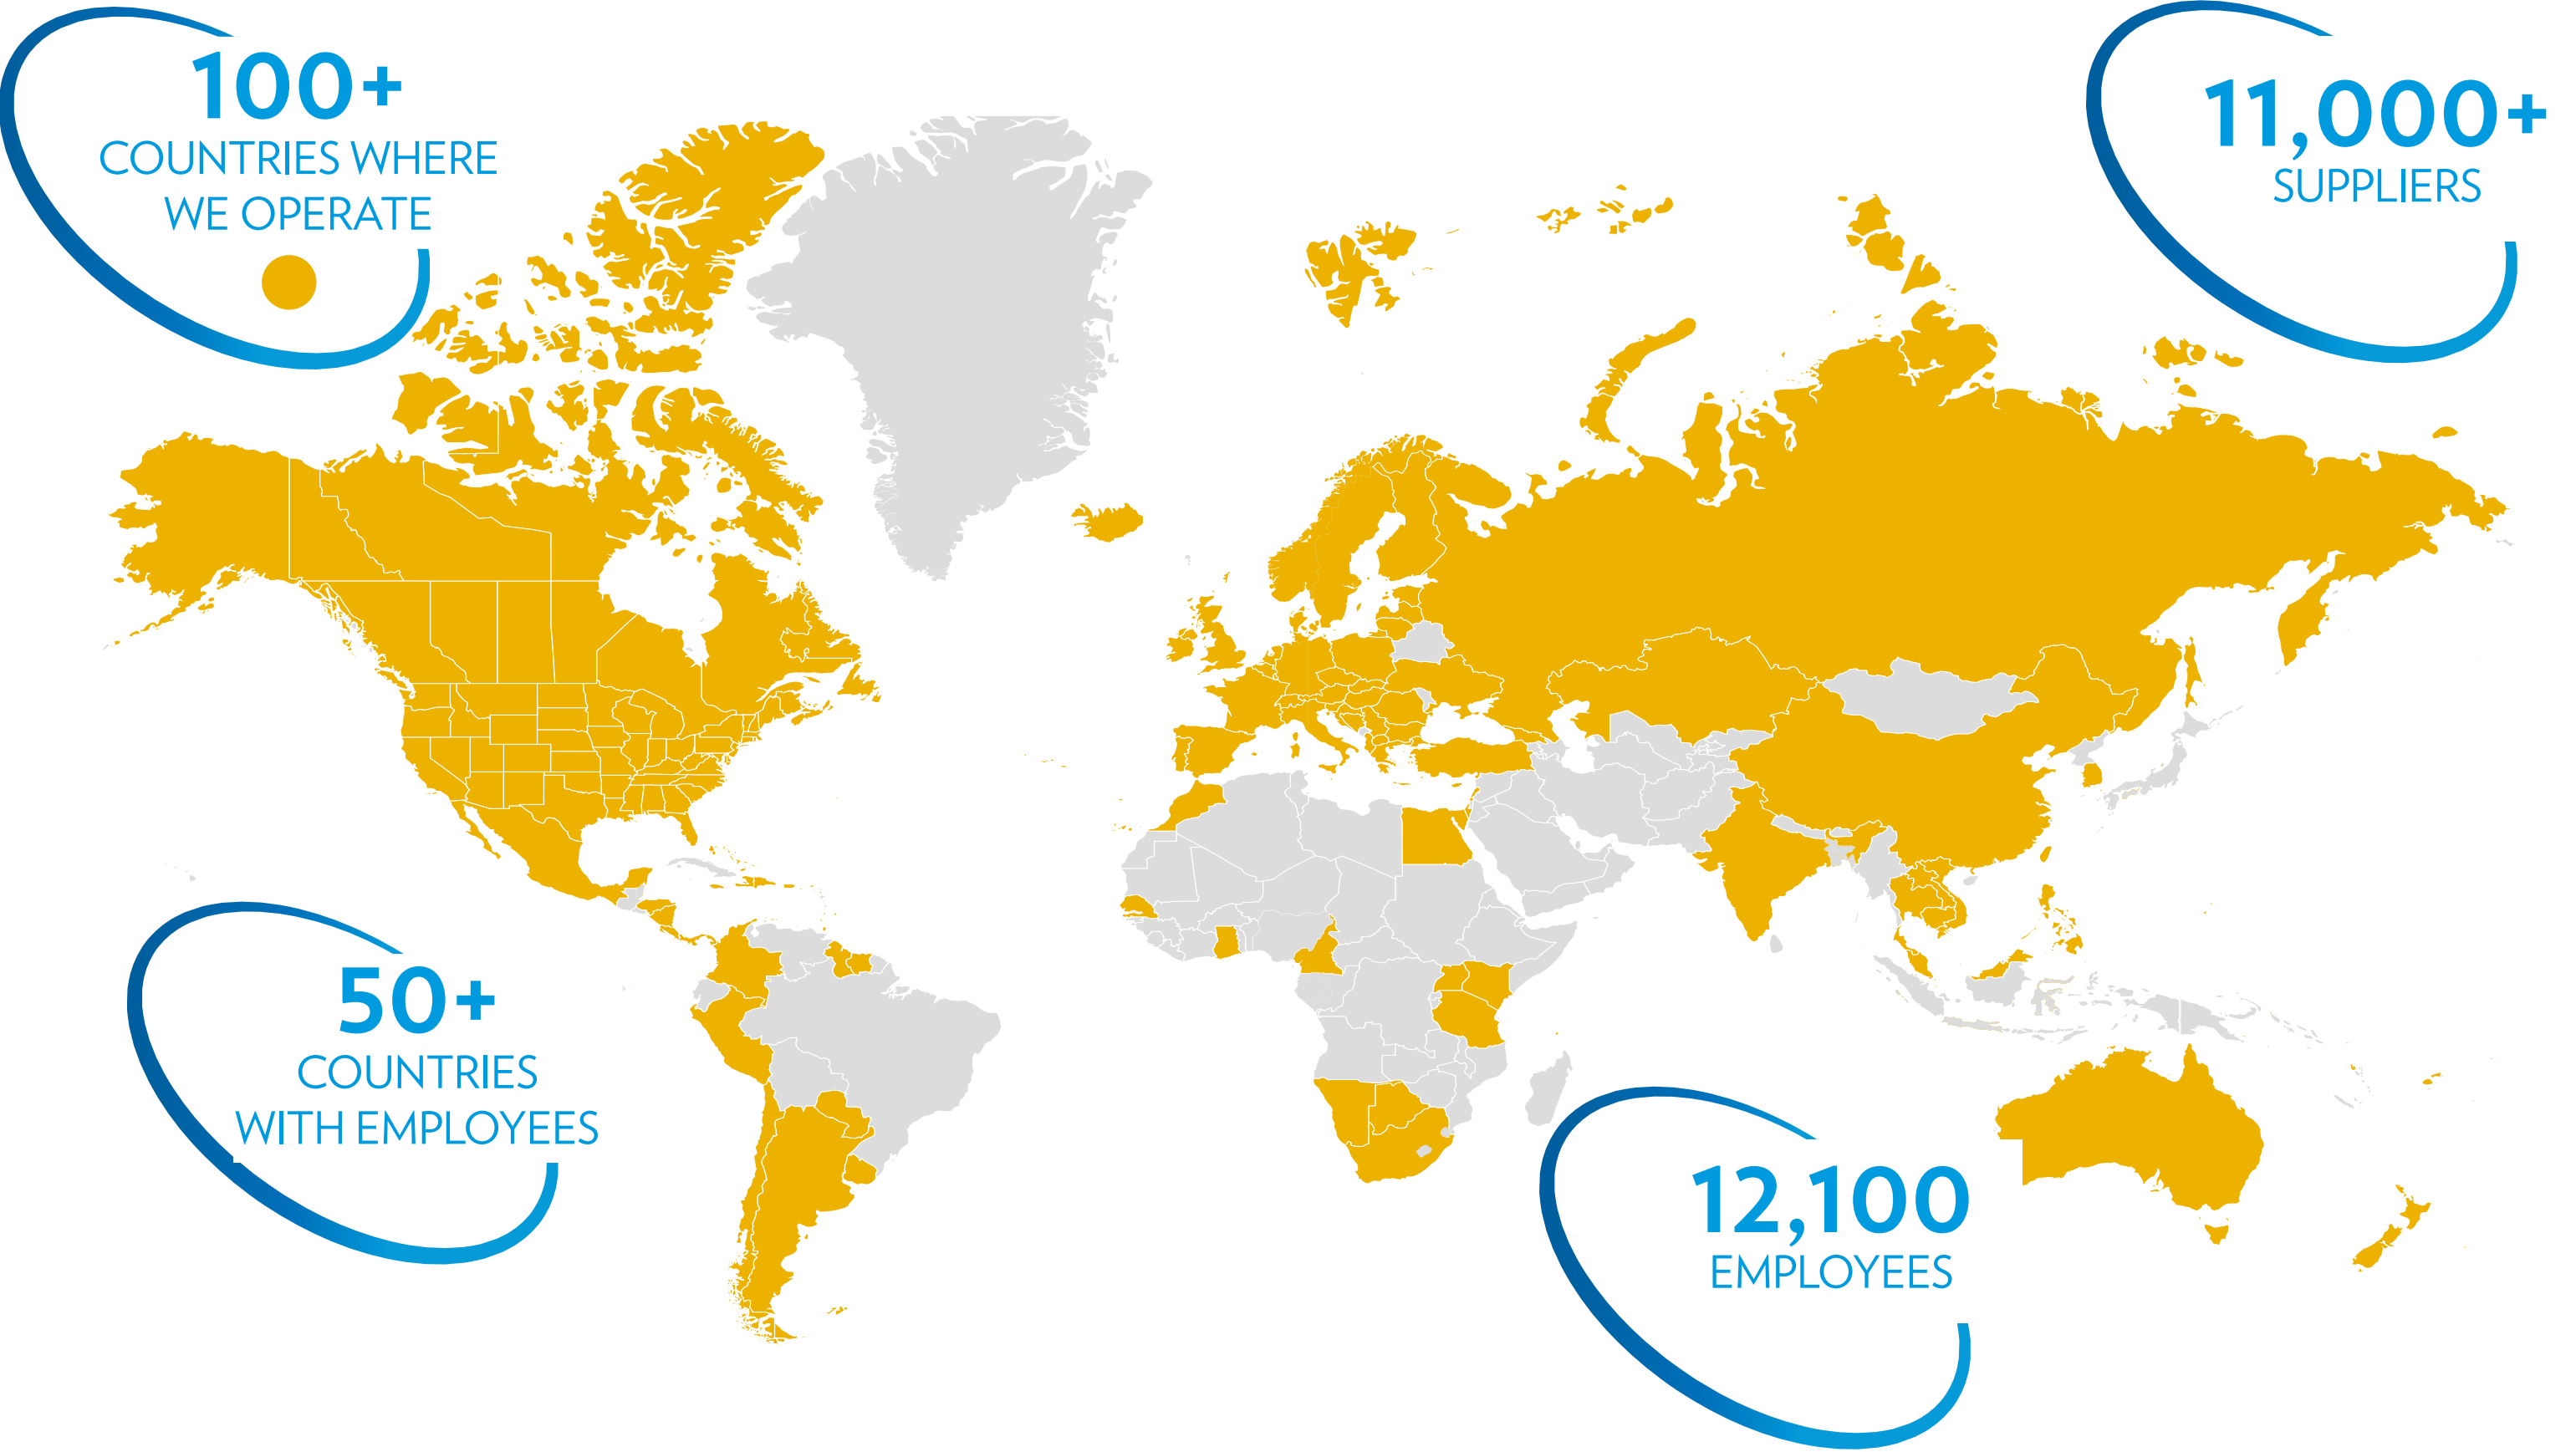 100+
COUNTRIES WHERE
WE OPERATE
11,000+
SUPPLIERS
50+
COUNTRIES
WITH EMPLOYEES
12,100
EMPLOYEES